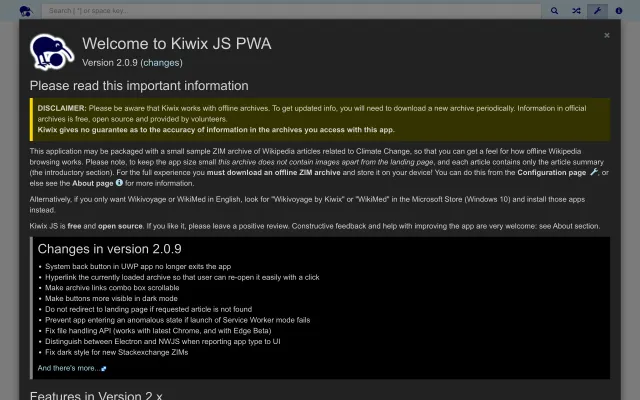 Search [ *] or space key...
×
Welcome to Kiwix JS PWA
Version 2.0.9 (changes)
Please read this important information
DISCLAIMER: Please be aware that Kiwix works with offline archives. To get updated info, you will need to download a new archive periodically. Information in official
archives is free, open source and provided by volunteers.
Kiwix gives no guarantee as to the accuracy of information in the archives you access with this app.
This application may be packaged with a small sample ZIM archive of Wikipedia articles related to Climate Change, so that you can get a feel for how offline Wikipedia
browsing works. Please note, to keep the app size small this archive does not contain images apart from the landing page, and each article contains only the article summary
(the introductory section). For the full experience you must download an offline ZIM archive and store it on your device! You can do this from the Configuration page , or
else see the About page for more information.
Alternatively, if you only want Wikivoyage or WikiMed in English, look for "Wikivoyage by Kiwix" or "WikiMed" in the Microsoft Store (Windows 10) and install those apps
instead.
Kiwix JS is free and open source. If you like it, please leave a positive review. Constructive feedback and help with improving the app are very welcome: see About section.
Changes in version 2.0.9
• System back button in UWP app no longer exits the app
• Hyperlink the currently loaded archive so that user can re-open it easily with a click
• Make archive links combo box scrollable
• Make buttons more visible in dark mode
• Do not redirect to landing page if requested article is not found
• Prevent app entering an anomalous state if launch of Service Worker mode fails
• Fix file handling API (works with latest Chrome, and with Edge Beta)
• Distinguish between Electron and NWJS when reporting app type to UI
• Fix dark style for new Stackexchange ZIMs
And there's more...
Features in Version 2.x